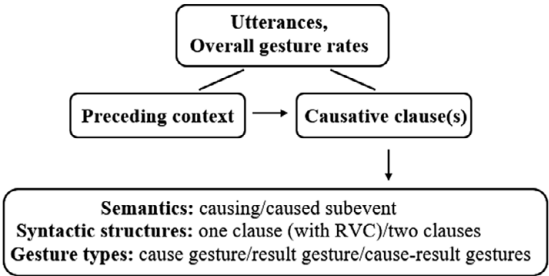 Utterances,
Overall gesture rates
Preceding context
Causative clause(s)
Semantics: causing/caused subevent
Syntactic structures: one clause (with RVC)/two clauses
Gesture types: cause gesture/result gesture/cause-result gestures